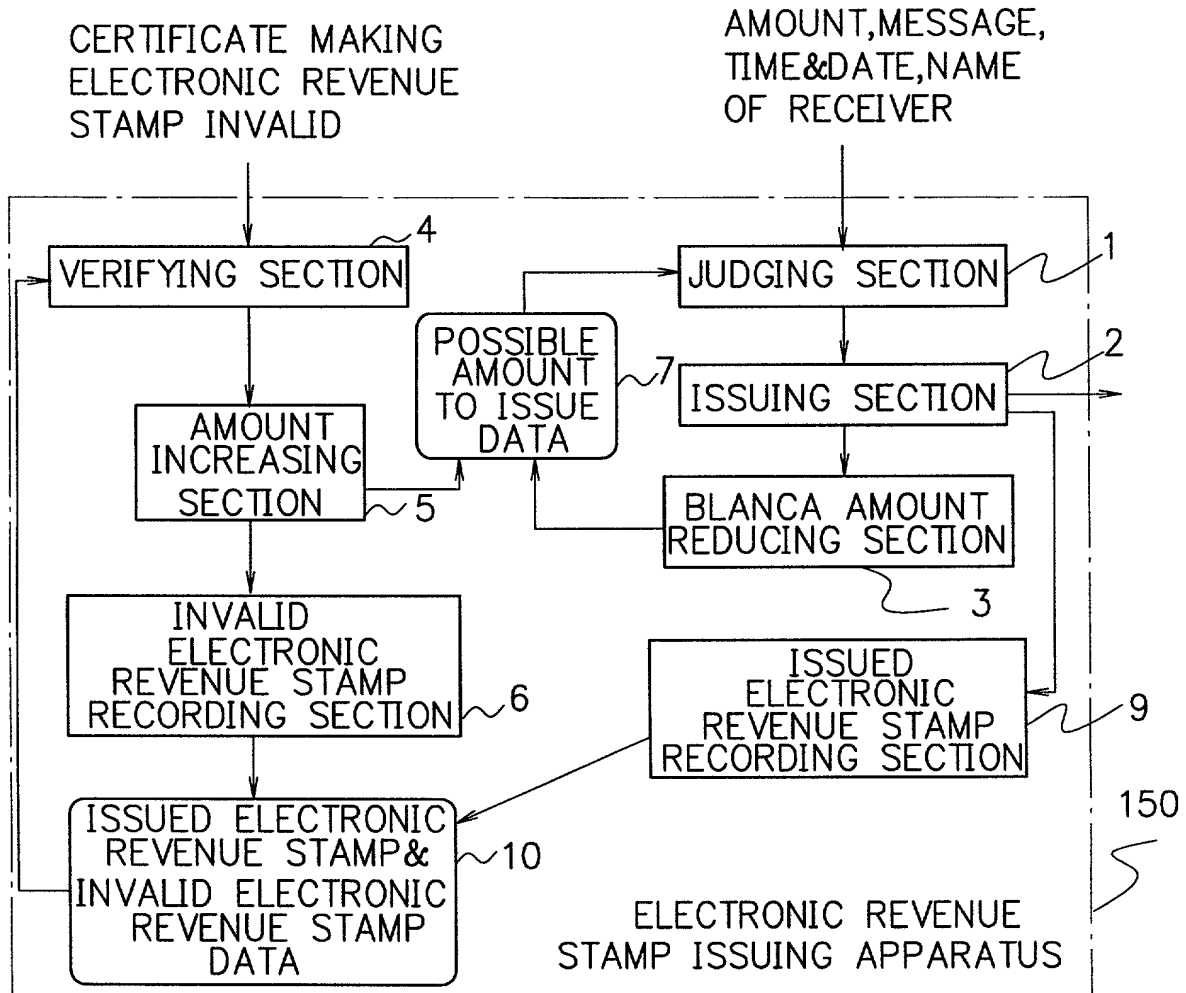 CERTIFICATE MAKING
ELECTRONIC REVENUE
STAMP INVALID
AMOUNT,MESSAGE,
TIME&DATE,NAME
OF RECEIVER
4
VERIFYING SECTION
1
JUDGING SECTION
POSSIBLE
AMOUNT
TO ISSUE
DATA
7
2
ISSUING SECTION
AMOUNT
INCREASING
SECTION
5
BLANCA AMOUNT
REDUCING SECTION
3
INVALID
ELECTRONIC
REVENUE STAMP
RECORDING SECTION
6
ISSUED
ELECTRONIC
REVENUE STAMP
RECORDING SECTION
9
ISSUED ELECTRONIC
REVENUE STAMP&
INVALID ELECTRONIC
REVENUE STAMP
DATA
10
150
ELECTRONIC REVENUE
STAMP ISSUING APPARATUS